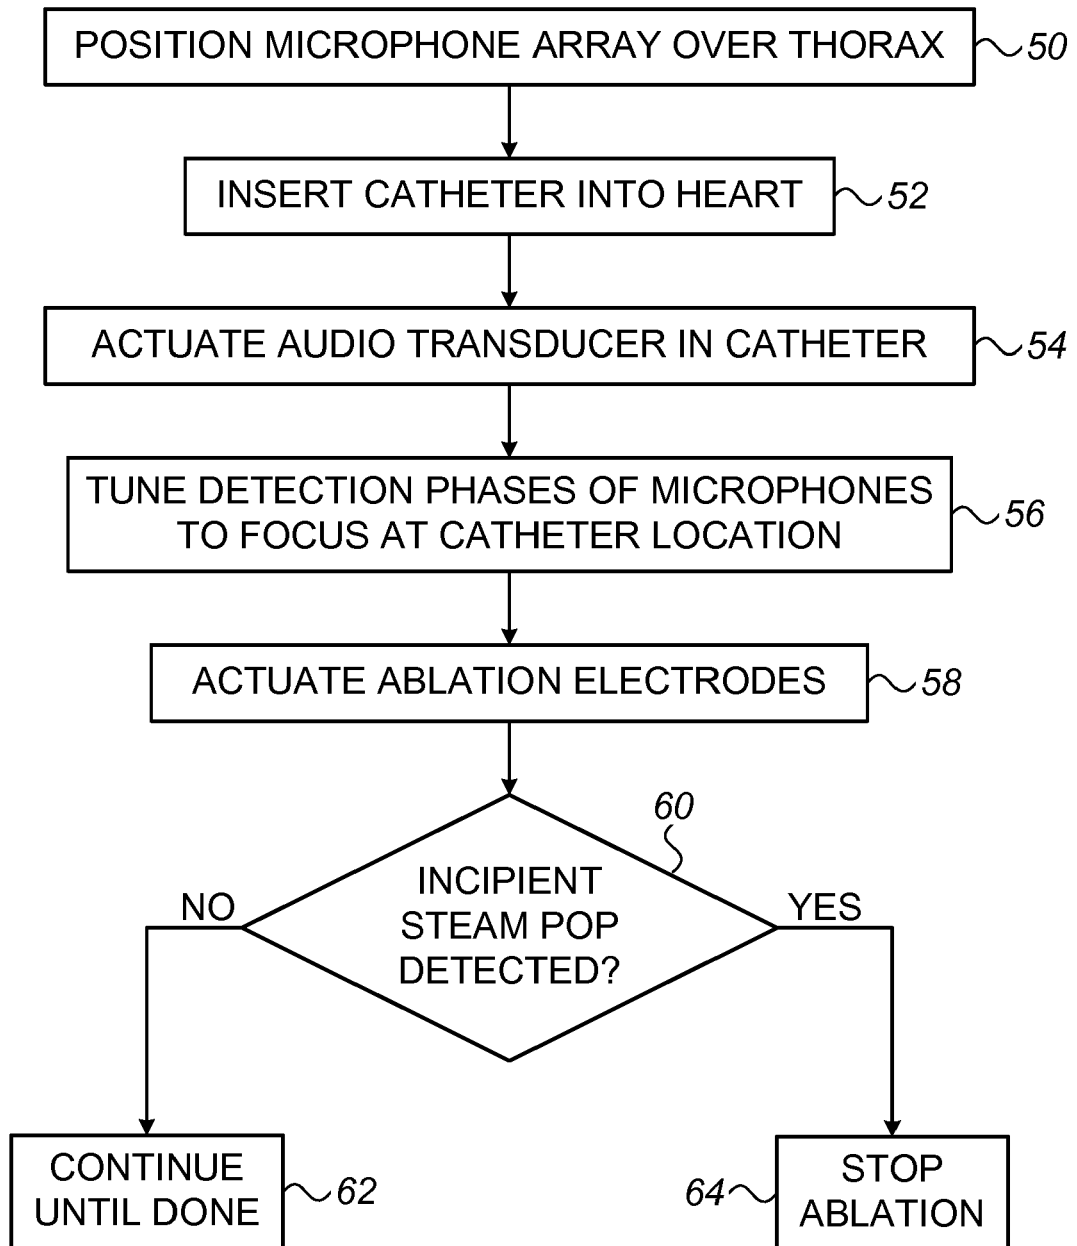 POSITION MICROPHONE ARRAY OVER THORAX
50
INSERT CATHETER INTO HEART
52
ACTUATE AUDIO TRANSDUCER IN CATHETER
54
TUNE DETECTION PHASES OF MICROPHONES
TO FOCUS AT CATHETER LOCATION
56
ACTUATE ABLATION ELECTRODES
58
60
INCIPIENT
STEAM POP
DETECTED?
NO
YES
CONTINUE
UNTIL DONE
62
64
STOP
ABLATION